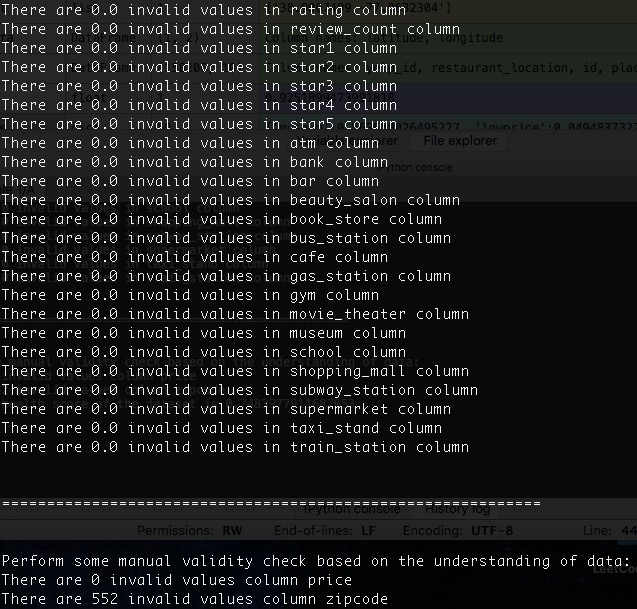 There are 0.0 invalid values in rating column
There are 0.0 invalid values in review_count column
There are 0.0 invalid values in star1 column
There are 0.0 invalid values in star2 column
There are 0.0 invalid values in star3 column
There are 0.0 invalid values in star4 column
There are 0.0 invalid values in star5 column
There are 0.0 invalid values in atm column
There are 0.0 invalid values in bank column
There are 0.0 invalid values in bar column
There are 0.0 invalid values in beauty_salon column
There are 0.0 invalid values in book_store column
There are 0.0 invalid values in bus_station column
There are 0.0 invalid values in cafe column
There are 0.0 invalid values in gas_station column
There are 0.0 invalid values in gym column
There are 0.0 invalid values in movie_theater column
There are 0.0 invalid values in museum column
There are 0.0 invalid values in school column
There are 0.0 invalid values in shopping_mall column
There are 0.0 invalid values in subway_station column
There are 0.0 invalid values in supermarket column
There are 0.0 invalid values in taxi_stand column
There are 0.0 invalid values in train_station column
============================================================
Perform some manual validity check based on the understanding of data:
There are 0 invalid values column price
There are 552 invalid values column zipcode
File explorer
IPython console
IPython console
History log
Permissions: RW
End-of-lines: LF
Encoding: UTF-8
Line: 44